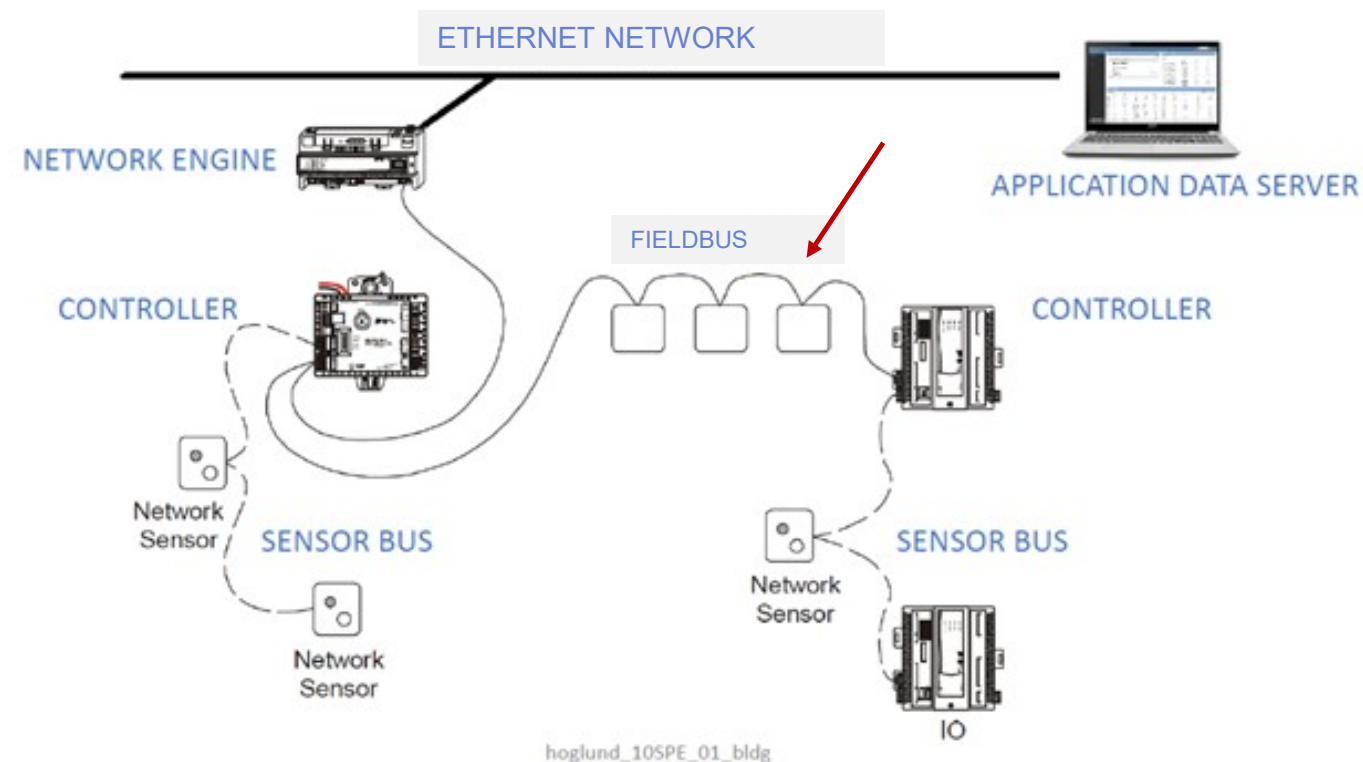 ETHERNET NETWORK
NETWORK ENGINE
APPLICATION DATA SERVER
FIELDBUS
CONTROLLER
CONTROLLER
Network
Sensor
SENSOR BUS
Network
Sensor
SENSOR BUS
Network
Sensor
IO
hoglund_10SPE_01_bldg